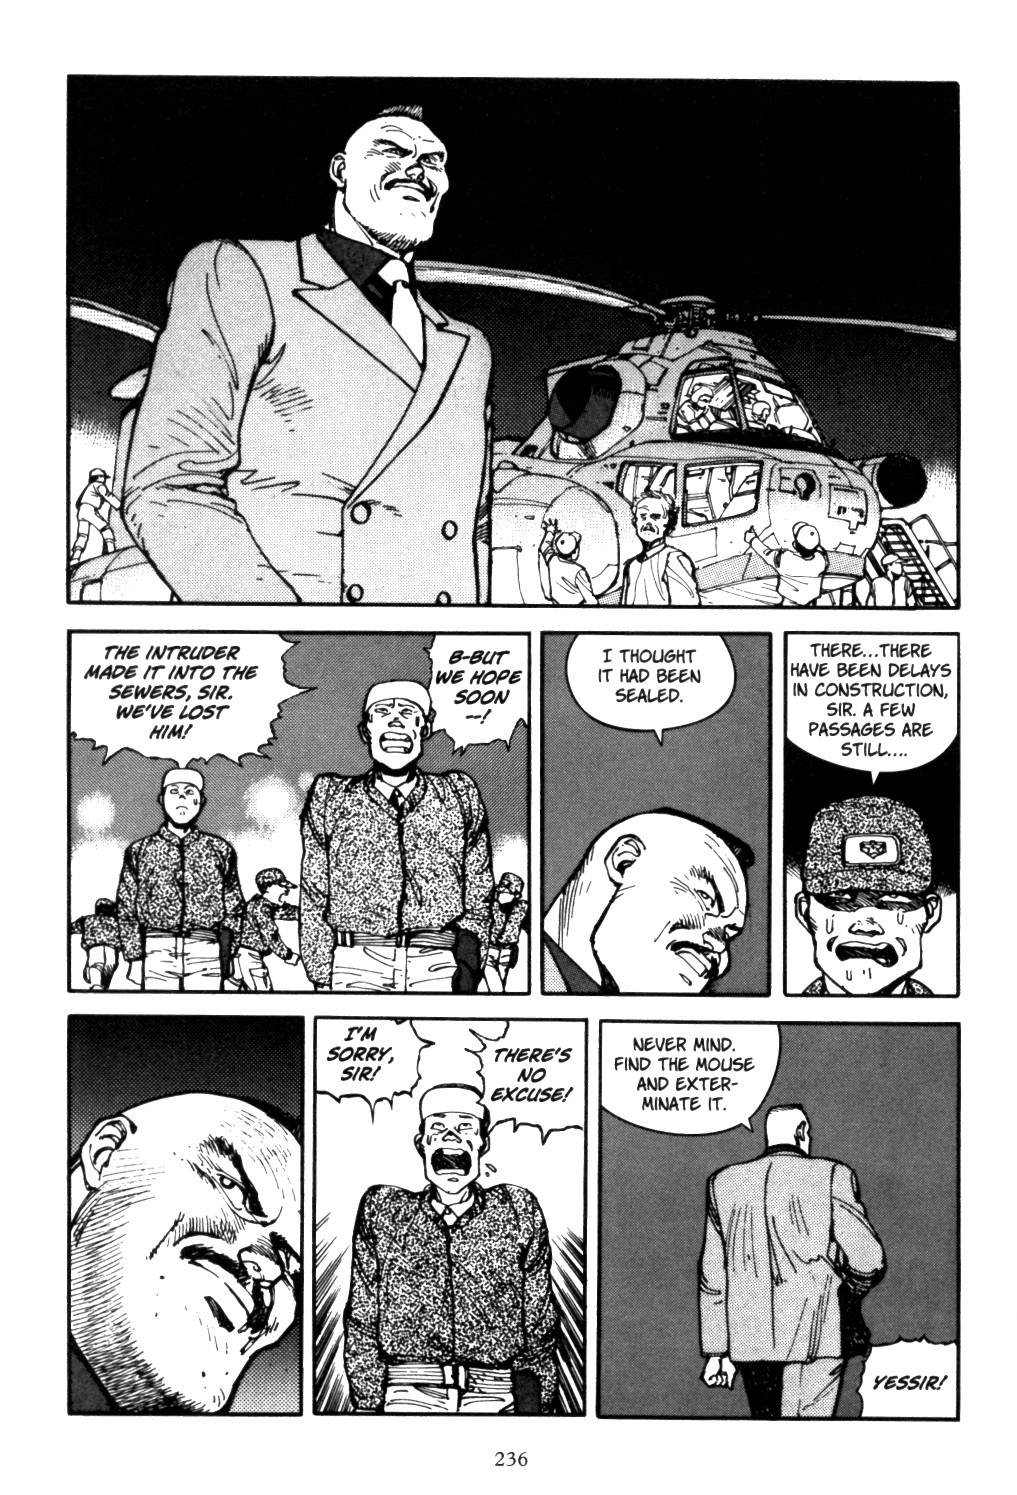 THE INTRUDER
MADE IT INTO THE
SEWERS, SIR.
WE'VE LOST
HIM!
B-BUT
WE HOPE
SOON
--!
I THOUGHT
IT HAD BEEN
SEALED.
THERE...THERE
HAVE BEEN DELAYS
IN CONSTRUCTION,
SIR. A FEW
PASSAGES ARE
STILL....
I'M
SORRY,
SIR!
THERE'S
NO
EXCUSE!
NEVER MIND.
FIND THE MOUSE
AND EXTER-
MINATE IT.
YESSIR!
236